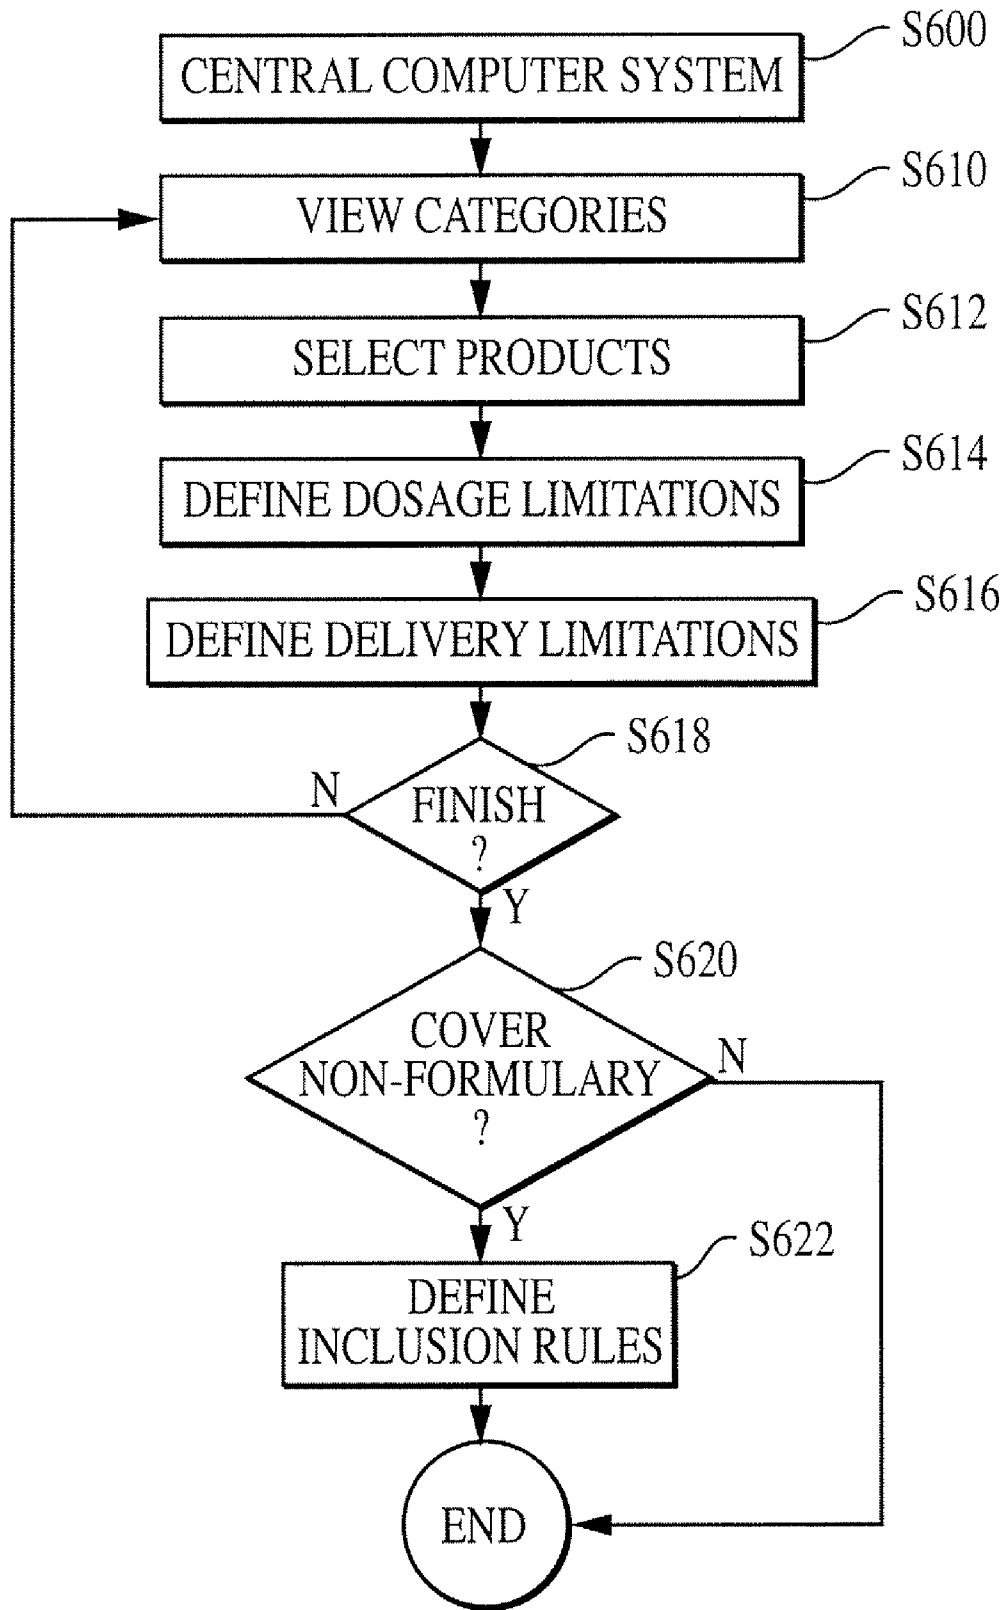 S600
CENTRAL COMPUTER SYSTEM
S610
VIEW CATEGORIES
S612
SELECT PRODUCTS
S614
DEFINE DOSAGE LIMITATIONS
S616
DEFINE DELIVERY LIMITATIONS
S618
N
FINISH
?
Y
S620
COVER
NON-FORMULARY
?
N
Y
S622
DEFINE
INCLUSION RULES
END